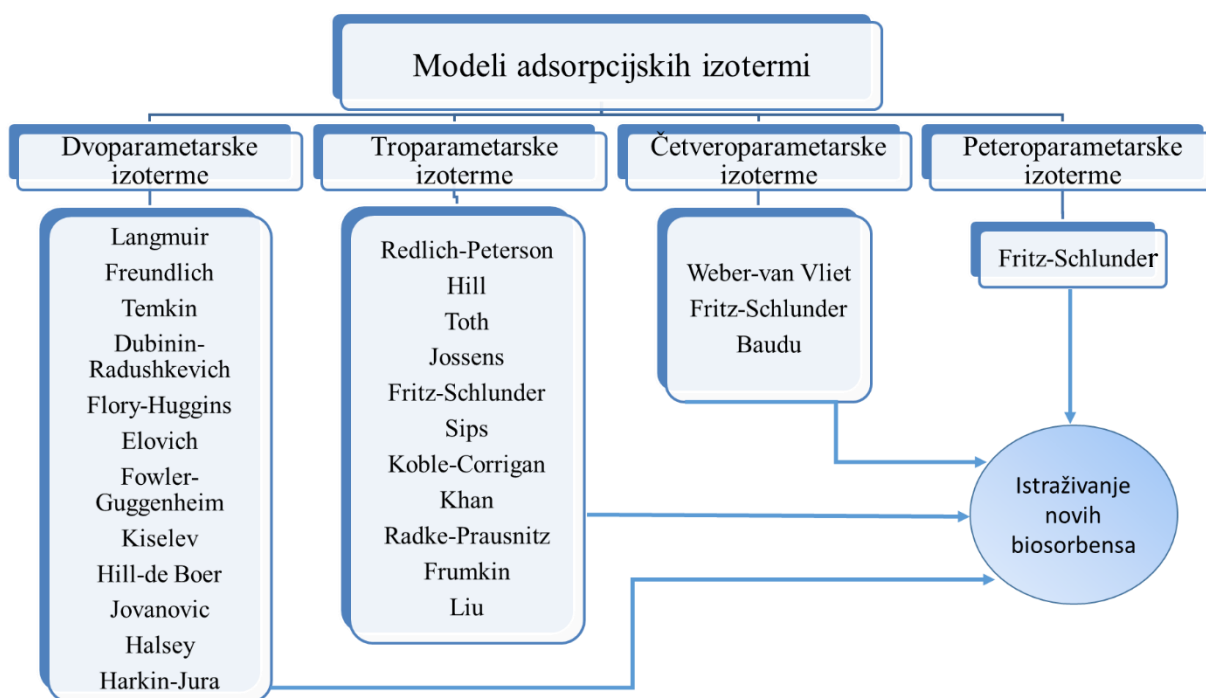 Modeli adsorpcijskih izotermi
Dvoparametarske
izoterme
Troparametarske
izoterme
Četveroparametarske
izoterme
Peteroparametarske
izoterme
Langmuir
Freundlich
Temkin
Dubinin-
Radushkevich
Flory-Huggins
Elovich
Fowler-
Guggenheim
Kiselev
Hill-de Boer
Jovanovic
Halsey
Harkin-Jura
Redlich-Peterson
Hill
Toth
Jossens
Fritz-Schlunder
Sips
Koble-Corrigan
Khan
Radke-Prausnitz
Frumkin
Liu
Weber-van Vliet
Fritz-Schlunder
Baudu
Fritz-Schlunder
Istraživanje
novih
biosorbensa